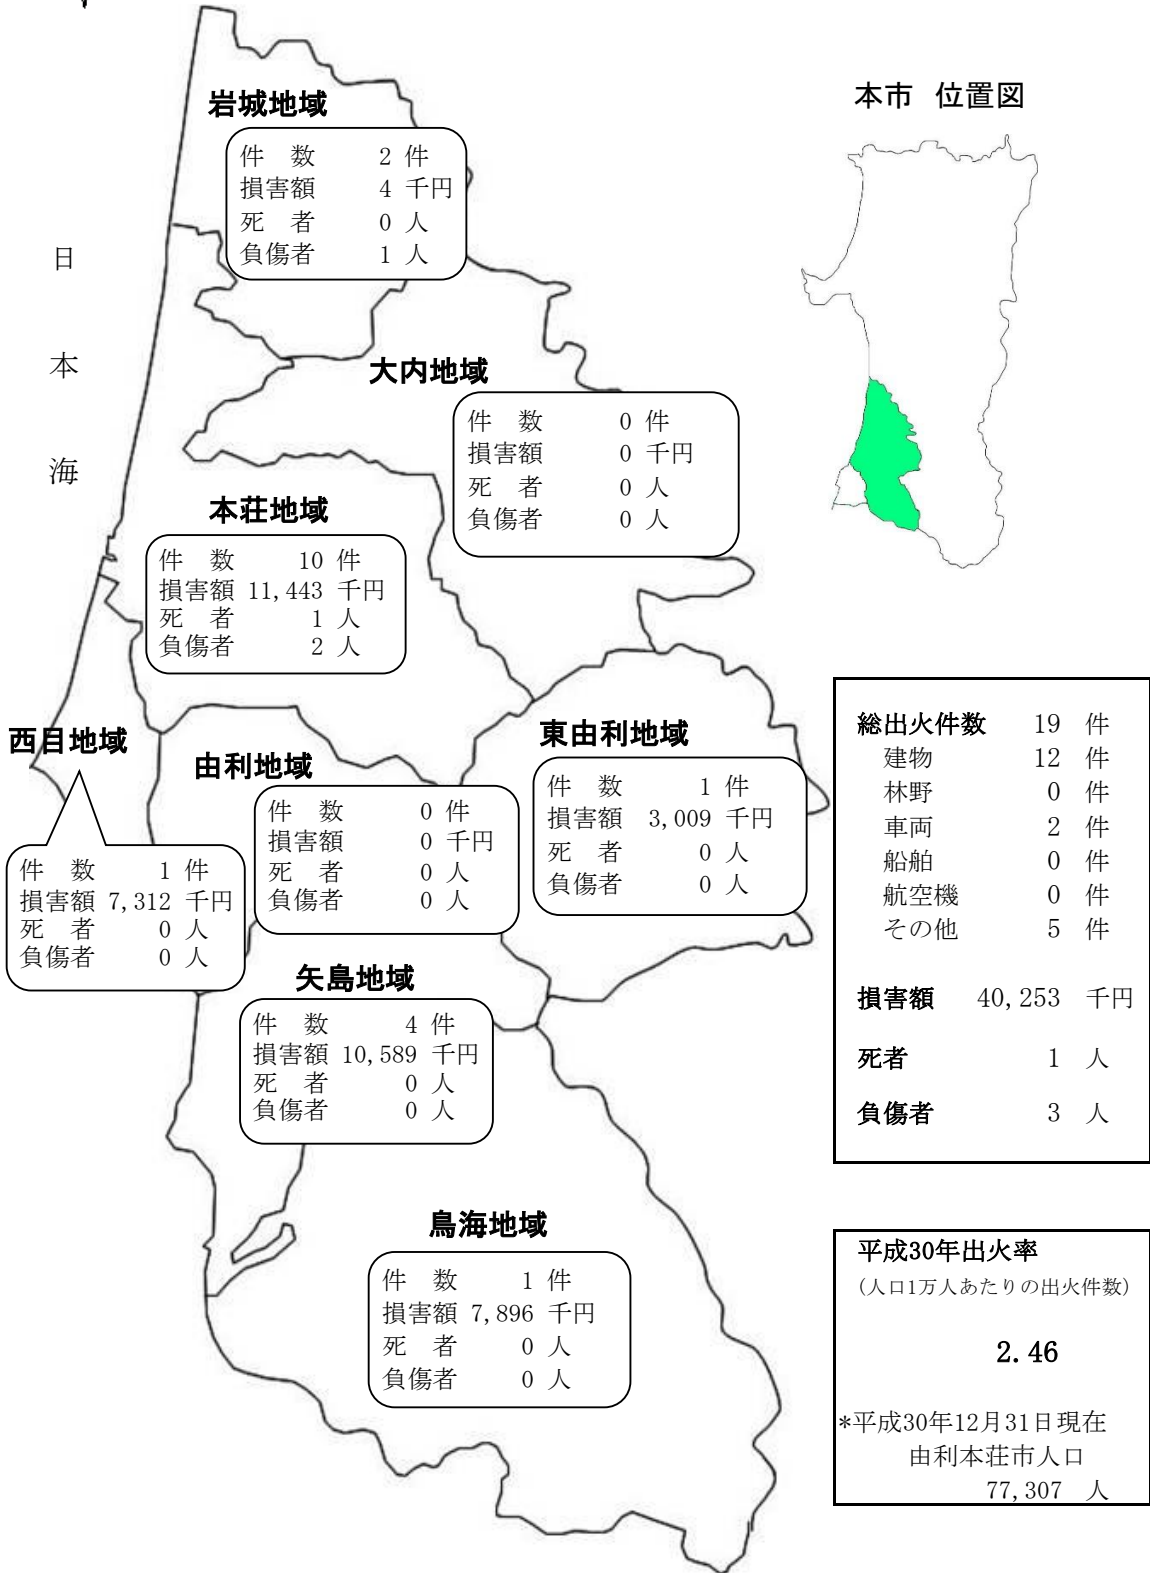 岩城地域
件　数　2 件
損害額　4 千円
死　者　0 人
負傷者　1 人
本市　位置図
日
本
海
大内地域
件　数　0 件
損害額　0 千円
死　者　0 人
負傷者　0 人
本荘地域
件　数　10 件
損害額 11,443 千円
死　者　1 人
負傷者　2 人
西目地域
件　数　1 件
損害額 7,312 千円
死　者　0 人
負傷者　0 人
由利地域
件　数　0 件
損害額　0 千円
死　者　0 人
負傷者　0 人
東由利地域
件　数　1 件
損害額　3,009 千円
死　者　0 人
負傷者　0 人
矢島地域
件　数　4 件
損害額 10,589 千円
死　者　0 人
負傷者　0 人
鳥海地域
件　数　1 件
損害額 7,896 千円
死　者　0 人
負傷者　0 人
総出火件数　19　件
建物　12　件
林野　0　件
車両　2　件
船舶　0　件
航空機　0　件
その他　5　件
損害額　40,253　千円
死者　1　人
負傷者　3　人
平成30年出火率
(人口1万人あたりの出火件数)
2.46
*平成30年12月31日現在
由利本荘市人口
77,307　人